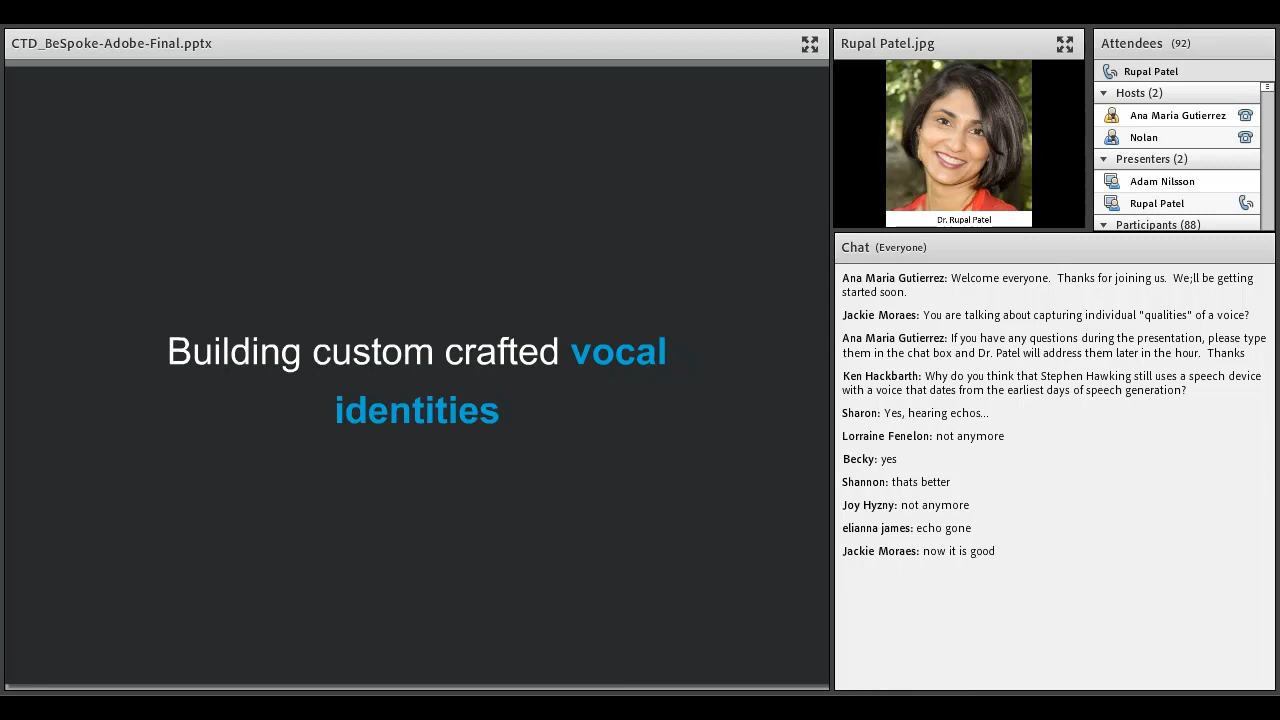 CTD_BeSpoke-Adobe-Final.pptx
Building custom crafted vocal
identities
Rupal Patel.jpg
Dr. Rupal Patel
Attendees (92)
Rupal Patel
Hosts (2)
Ana Maria Gutierrez
Nolan
Presenters (2)
Adam Nilsson
Rupal Patel
Participants (88)
Chat (Everyone)
Ana Maria Gutierrez: Welcome everyone. Thanks for joining us. We;ll be getting
started soon.
Jackie Moraes: You are talking about capturing individual "qualities" of a voice?
Ana Maria Gutierrez: If you have any questions during the presentation, please type
them in the chat box and Dr. Patel will address them later in the hour. Thanks
Ken Hackbarth: Why do you think that Stephen Hawking still uses a speech device
with a voice that dates from the earliest days of speech generation?
Sharon: Yes, hearing echos...
Lorraine Fenelon: not anymore
Becky: yes
Shannon: thats better
Joy Hyzny: not anymore
elianna james: echo gone
Jackie Moraes: now it is good